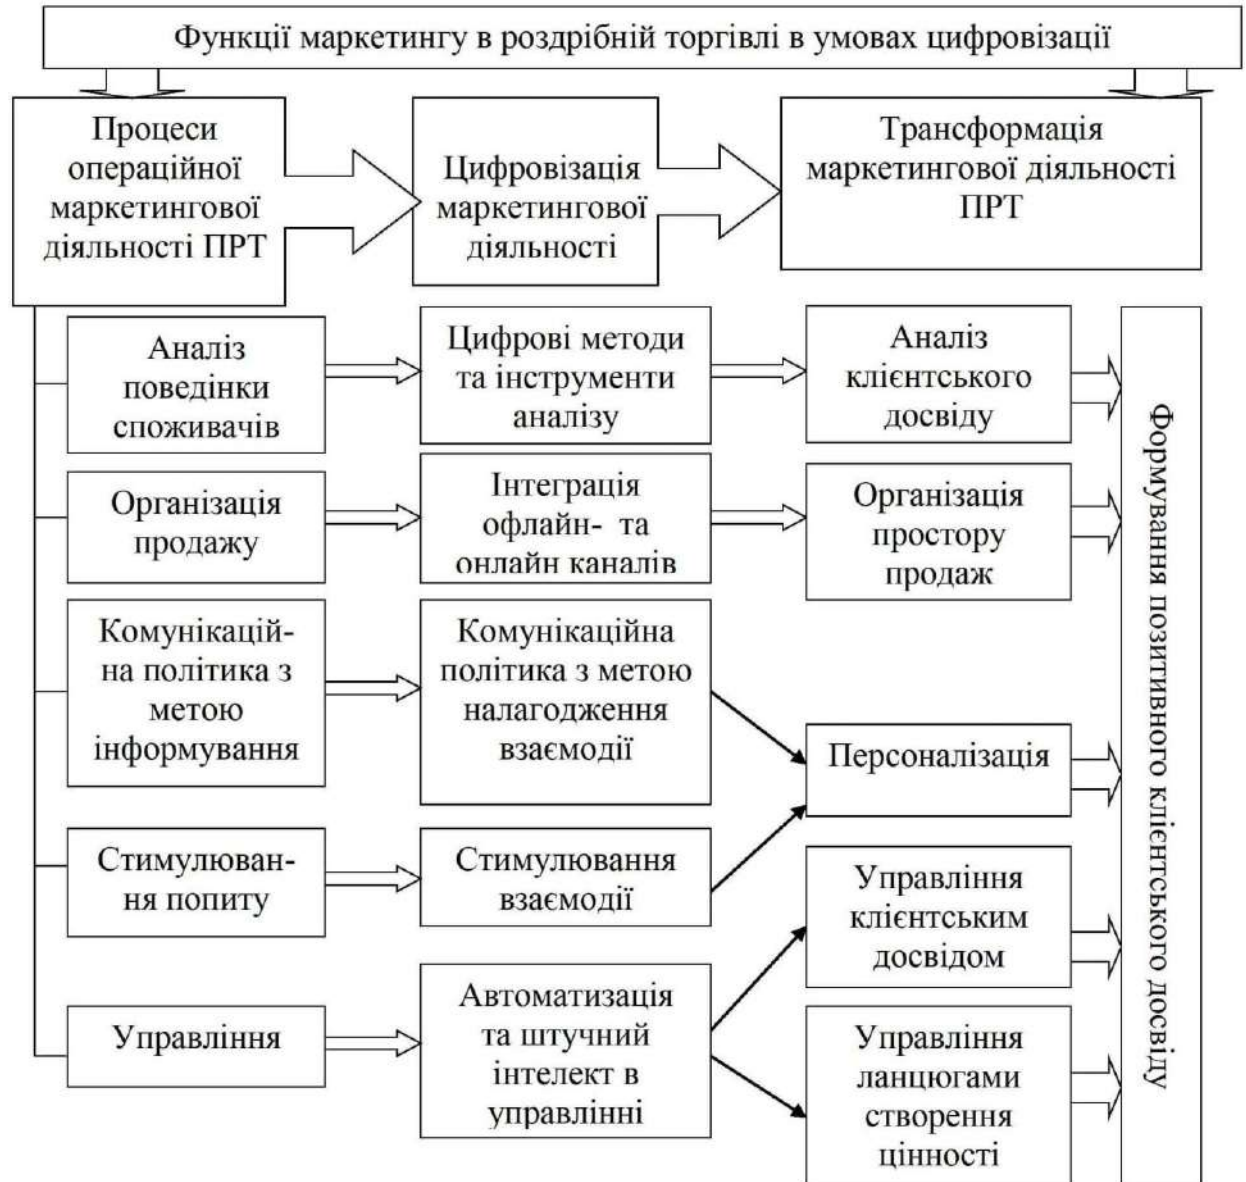 Функції маркетингу в роздрібній торгівлі в умовах цифровізації
Процеси
операційної
маркетингової
діяльності ПРТ
Цифровізація
маркетингової
діяльності
Трансформація
маркетингової діяльності
ПРТ
Аналіз
поведінки
споживачів
Цифрові методи
та інструменти
аналізу
Аналіз
клієнтського
досвіду
Організація
продажу
Інтеграція
офлайн- та
онлайн каналів
Організація
простору
продаж
Комунікацій-
на політика з
метою
інформування
Комунікаційна
політика з метою
налагодження
взаємодії
Персоналізація
Стимулюван-
ня попиту
Стимулювання
взаємодії
Управління
клієнтським
досвідом
Управління
Автоматизація
та штучний
інтелект в
управлінні
Управління
ланцюгами
створення
цінності
Формування позитивного клієнтського досвіду